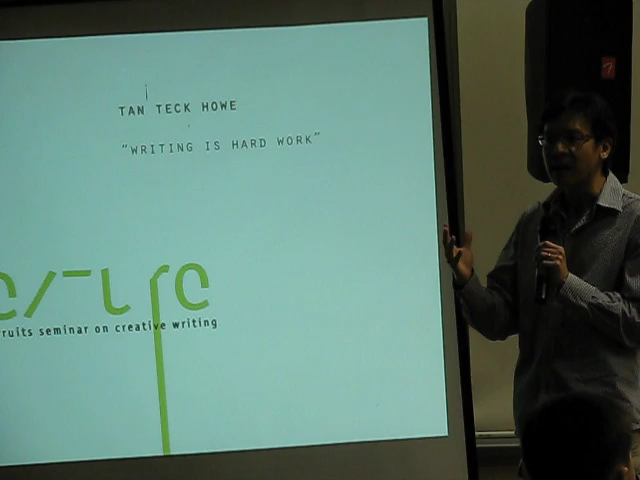 TAN TECK HOWE
"WRITING IS HARD WORK"
ruits seminar on creative writing